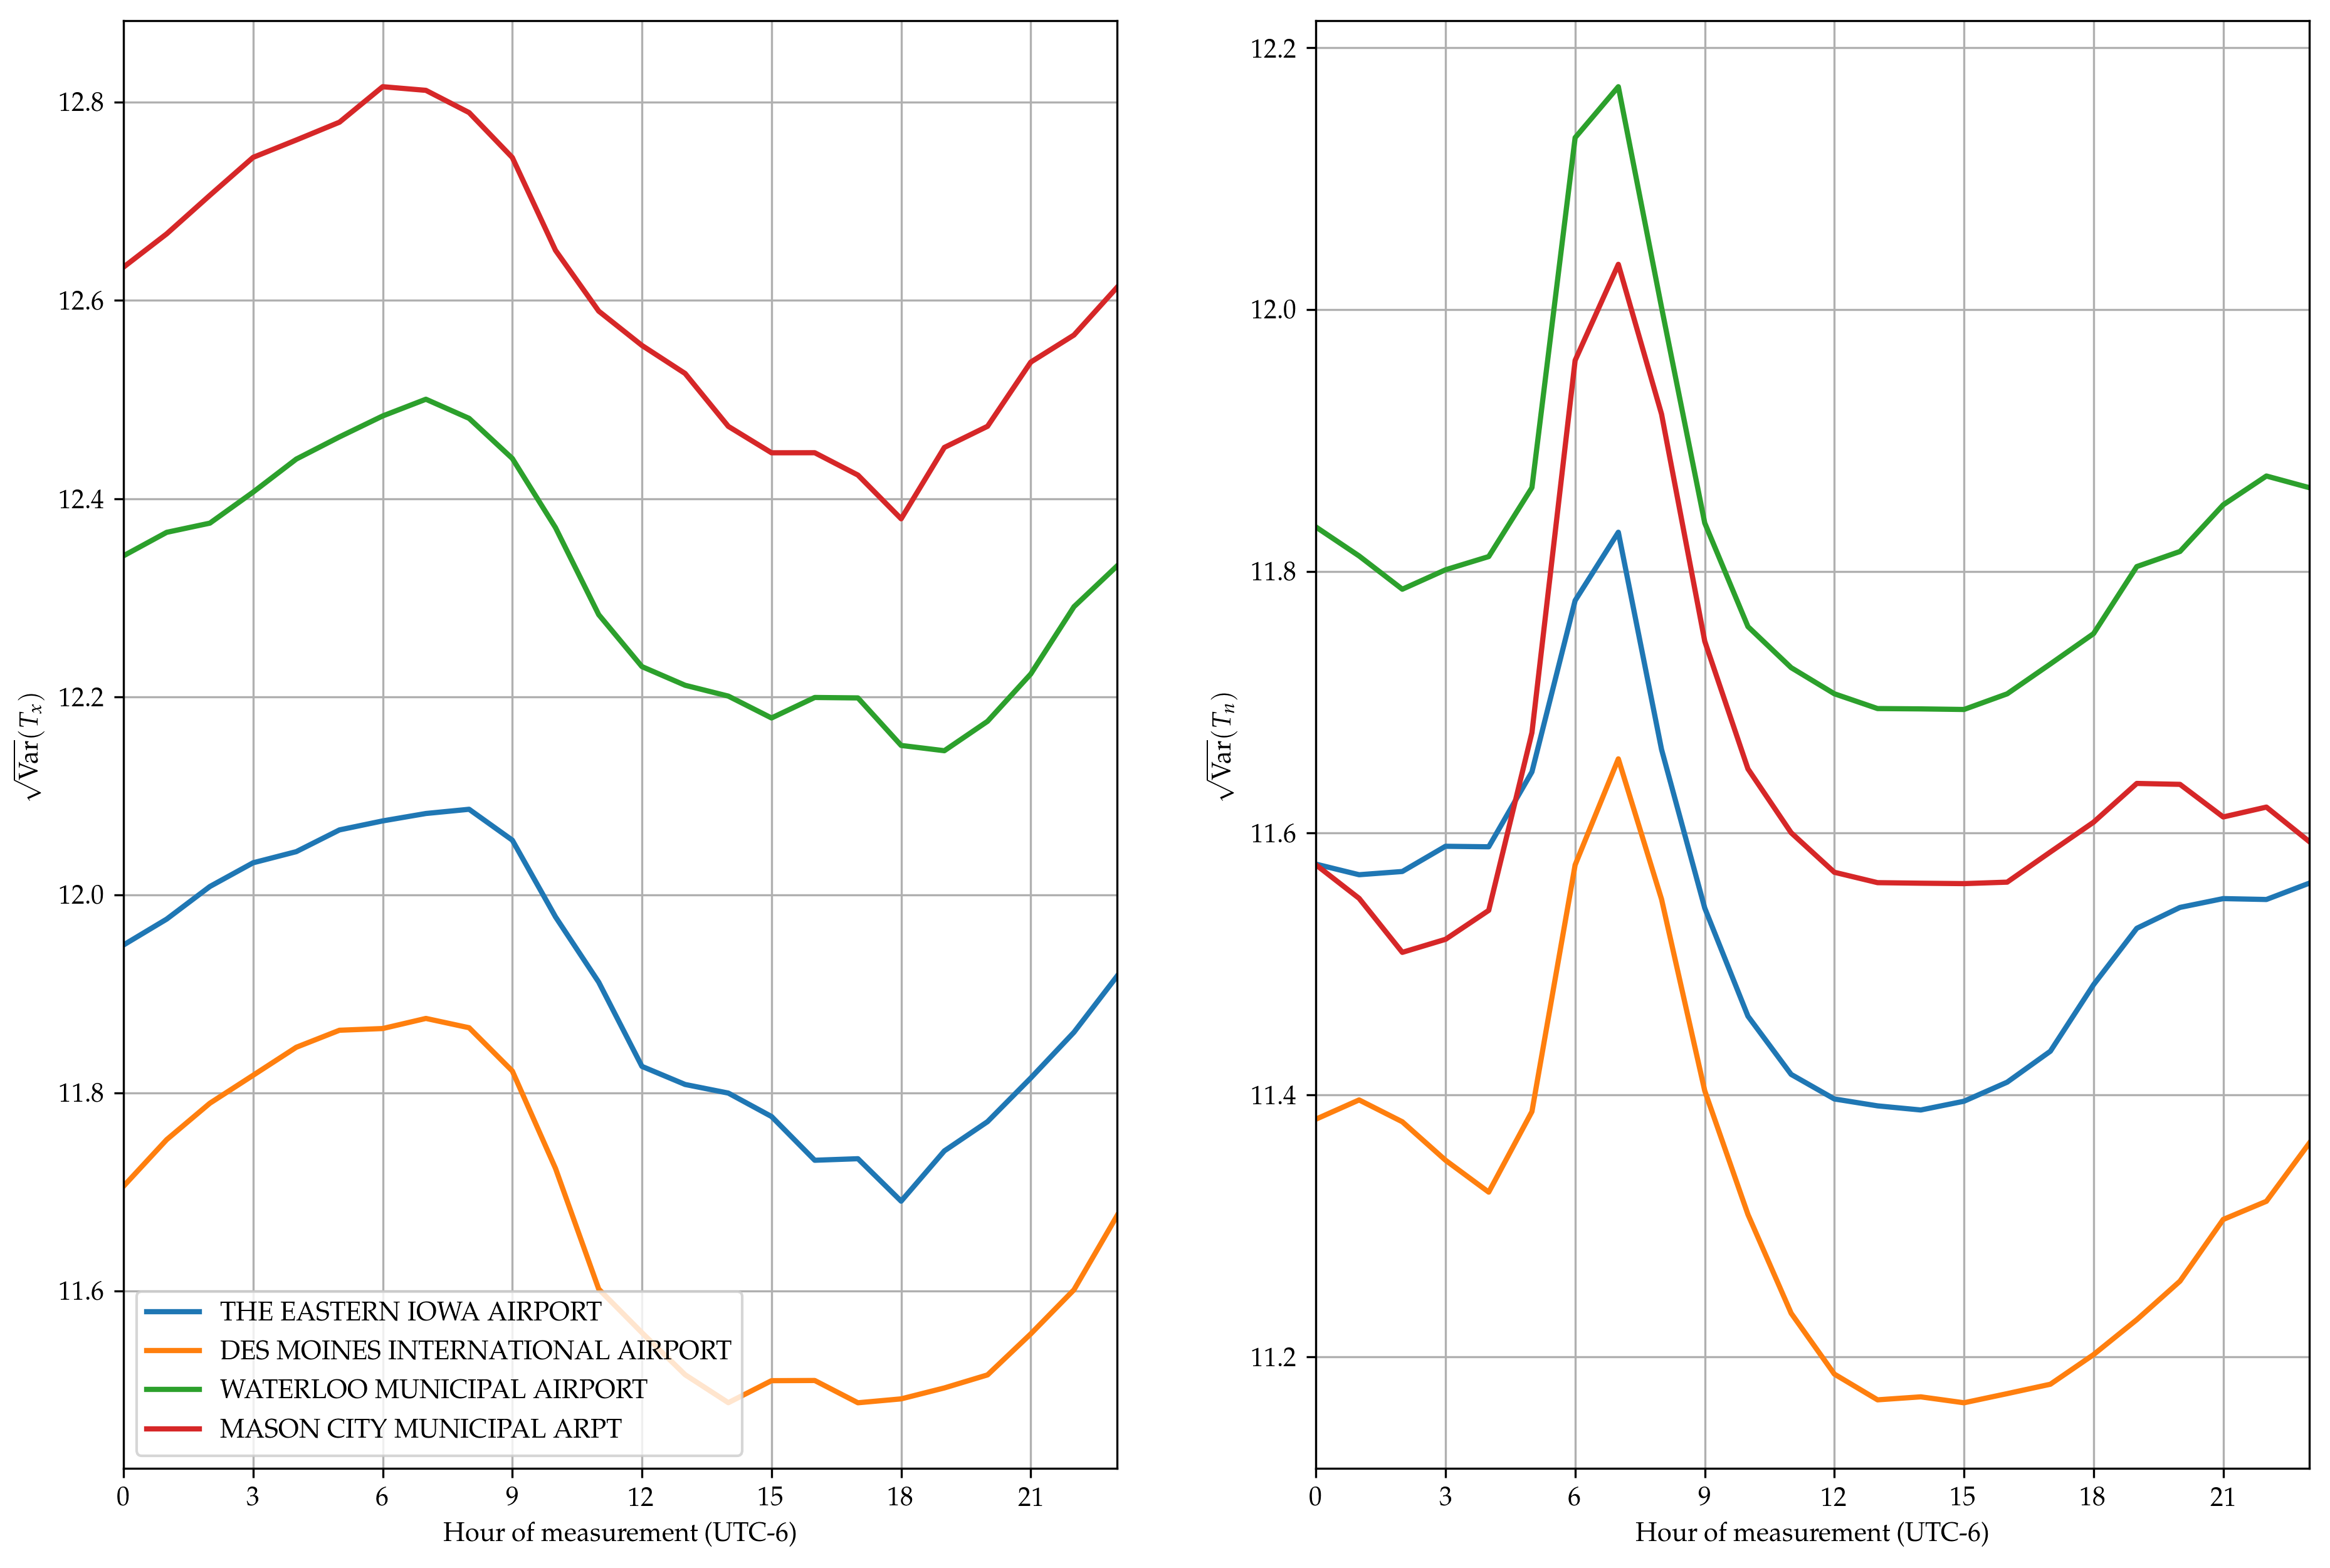 12.8
12.6
12.4
12.2
12.0
11.8
11.6
√Var(Tₓ)
0 3 6 9 12 15 18 21
Hour of measurement (UTC-6)
THE EASTERN IOWA AIRPORT
DES MOINES INTERNATIONAL AIRPORT
WATERLOO MUNICIPAL AIRPORT
MASON CITY MUNICIPAL ARPT
12.2
12.0
11.8
11.6
11.4
11.2
√Var(Tₙ)
0 3 6 9 12 15 18 21
Hour of measurement (UTC-6)